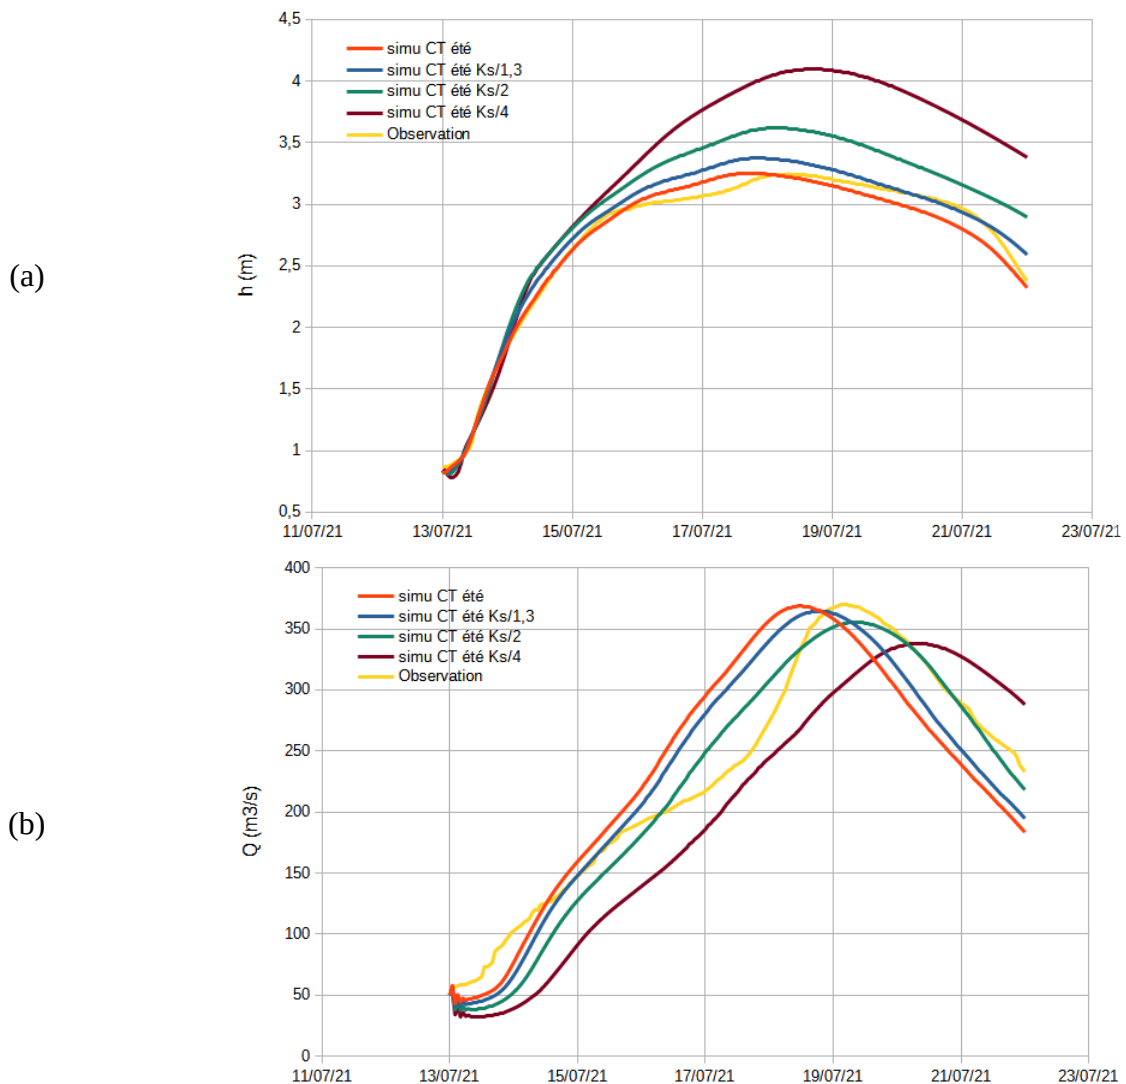 4,5
simu CT été
simu CT été Ks/1,3
simu CT été Ks/2
simu CT été Ks/4
Observation
4
3,5
3
(a)
h (m)
2,5
2
1,5
1
0,5
11/07/21 13/07/21 15/07/21 17/07/21 19/07/21 21/07/21 23/07/21
400
simu CT été
simu CT été Ks/1,3
simu CT été Ks/2
simu CT été Ks/4
Observation
350
300
250
(b)
Q (m3/s)
200
150
100
50
0
11/07/21 13/07/21 15/07/21 17/07/21 19/07/21 21/07/21 23/07/21